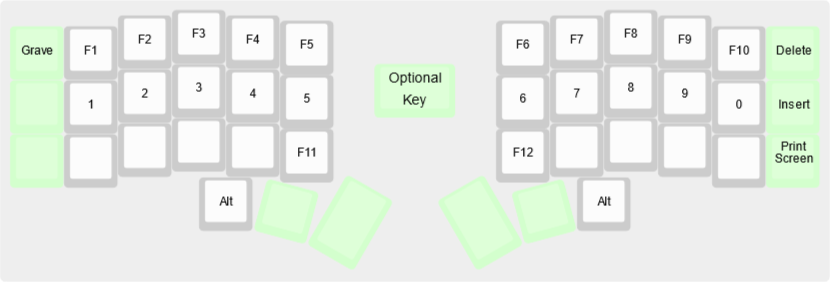 Grave F1 F2 F3 F4 F5 F6 F7 F8 F9 F10 Delete
Optional
Key
1 2 3 4 5 6 7 8 9 0 Insert
F11 F12 Print
Screen
Alt Alt